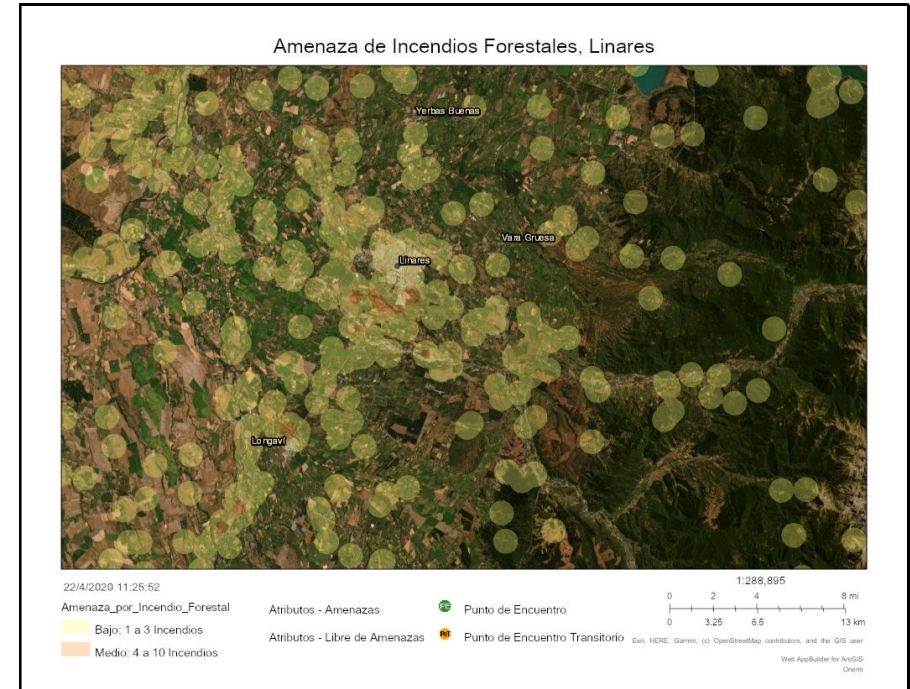 Amenaza de Incendios Forestales, Linares
Yerbas Buenas
Vara Gruesa
Linares
Longaví
22/4/2020 11:25:52
Amenaza_por_Incendio_Forestal
Bajo: 1 a 3 Incendios
Medio: 4 a 10 Incendios
Atributos - Amenazas
Atributos - Libre de Amenazas
PE Punto de Encuentro
PeT Punto de Encuentro Transitorio
1:288,895
0 2 4 8 mi
0 3.25 6.5 13 km
Esri, HERE, Garmin, (c) OpenStreetMap contributors, and the GIS user
Web AppBuilder for ArcGIS
Onemi